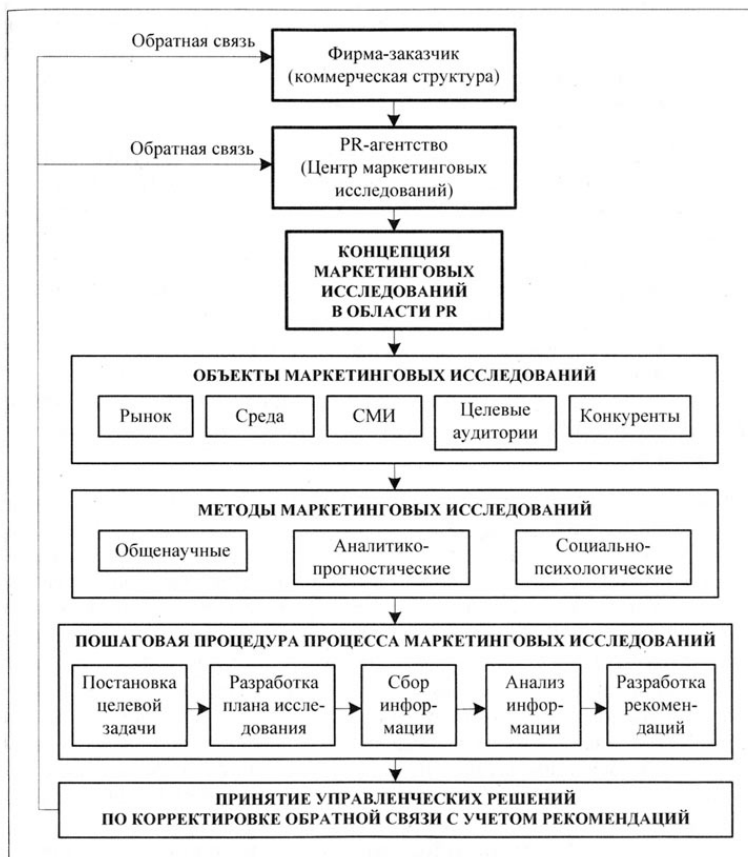 Обратная связь
Фирма-заказчик
(коммерческая структура)
Обратная связь
PR-агентство
(Центр маркетинговых
исследований)
КОНЦЕПЦИЯ
МАРКЕТИНГОВЫХ
ИССЛЕДОВАНИЙ
В ОБЛАСТИ PR
ОБЪЕКТЫ МАРКЕТИНГОВЫХ ИССЛЕДОВАНИЙ
Рынок
Среда
СМИ
Целевые
аудитории
Конкуренты
МЕТОДЫ МАРКЕТИНГОВЫХ ИССЛЕДОВАНИЙ
Общенаучные
Аналитико-
прогностические
Социально-
психологические
ПОШАГОВАЯ ПРОЦЕДУРА ПРОЦЕССА МАРКЕТИНГОВЫХ ИССЛЕДОВАНИЙ
Постановка
целевой
задачи
Разработка
плана иссле-
дования
Сбор
инфор-
мации
Анализ
инфор-
мации
Разработка
рекомен-
даций
ПРИНЯТИЕ УПРАВЛЕНЧЕСКИХ РЕШЕНИЙ
ПО КОРРЕКТИРОВКЕ ОБРАТНОЙ СВЯЗИ С УЧЕТОМ РЕКОМЕНДАЦИЙ